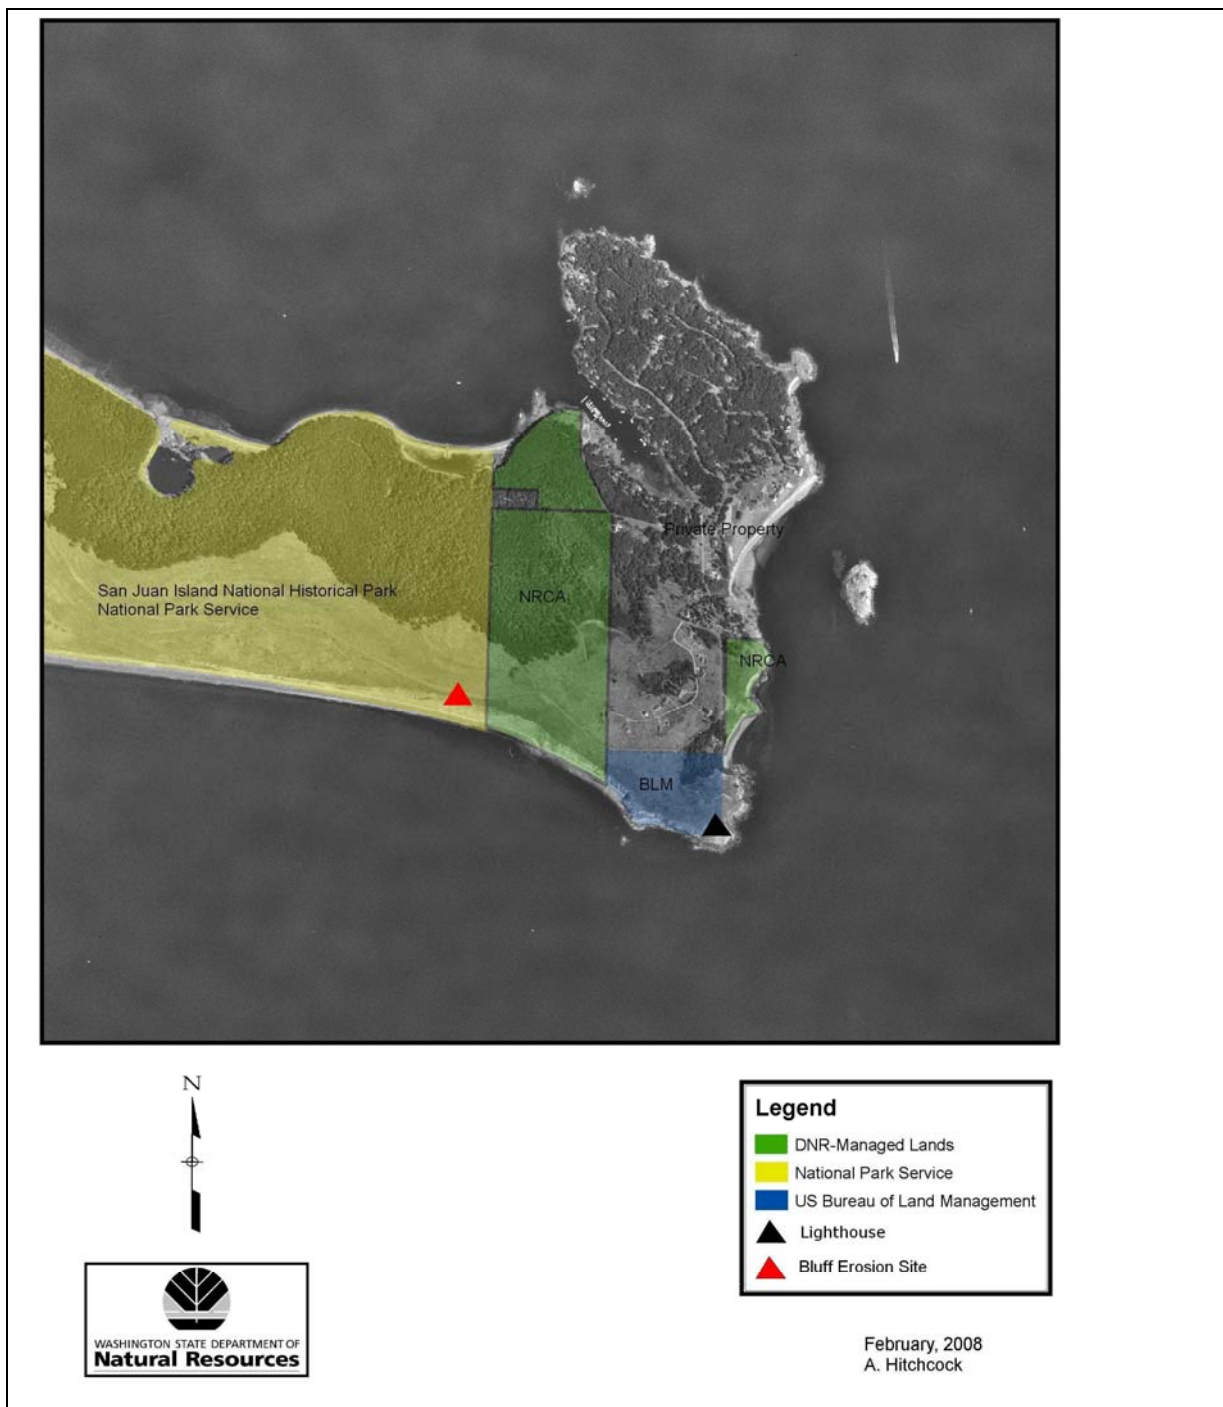 Private Property
San Juan Island National Historical Park
National Park Service
NRCA
NRCA
BLM
N
Legend
DNR-Managed Lands
National Park Service
US Bureau of Land Management
Lighthouse
Bluff Erosion Site
WASHINGTON STATE DEPARTMENT OF
Natural Resources
February, 2008
A. Hitchcock